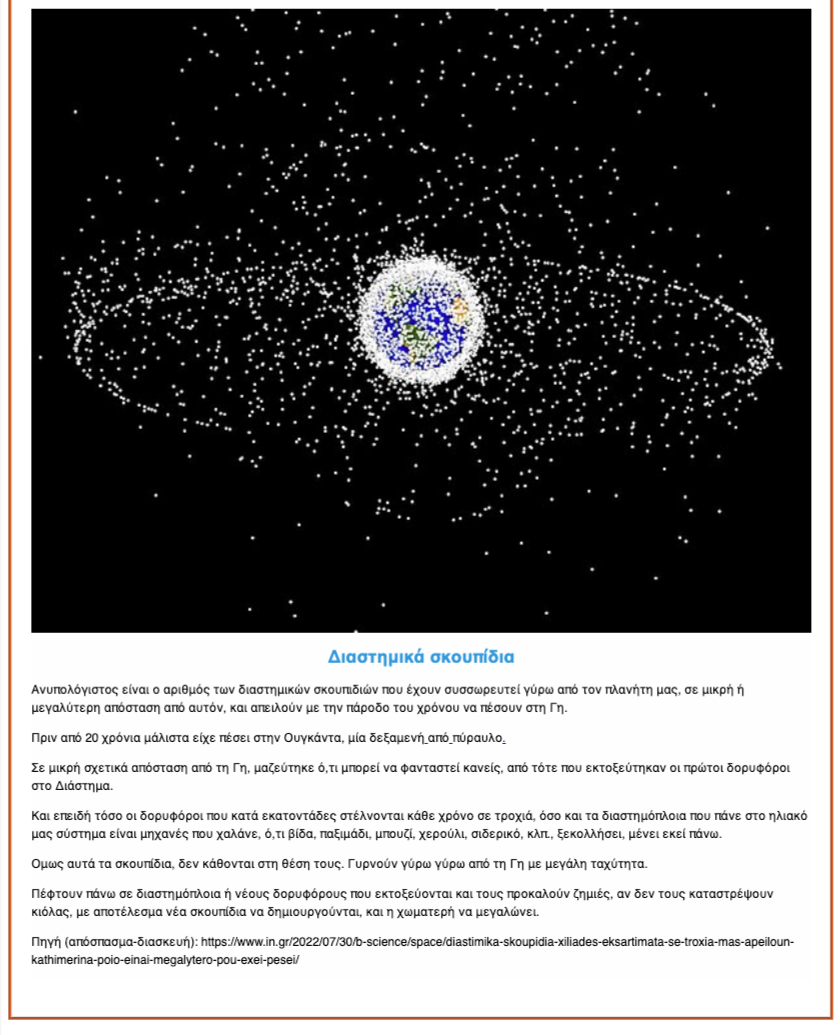 Διαστημικά σκουπίδια
Ανυπολόγιστος είναι ο αριθμός των διαστημικών σκουπιδιών που έχουν συσσωρευτεί γύρω από τον πλανήτη μας, σε μικρή ή
μεγαλύτερη απόσταση από αυτόν, και απειλούν με την πάροδο του χρόνου να πέσουν στη Γη.
Πριν από 20 χρόνια μάλιστα είχε πέσει στην Ουγκάντα, μία δεξαμενή από πύραυλο.
Σε μικρή σχετικά απόσταση από τη Γη, μαζεύτηκε ό,τι μπορεί να φανταστεί κανείς, από τότε που εκτοξεύτηκαν οι πρώτοι δορυφόροι
στο Διάστημα.
Και επειδή τόσο οι δορυφόροι που κατά εκατοντάδες στέλνονται κάθε χρόνο σε τροχιά, όσο και τα διαστημόπλοια που πάνε στο ηλιακό
μας σύστημα είναι μηχανές που χαλάνε, ό,τι βίδα, παξιμάδι, μπουζί, χερούλι, σιδερικό, κλπ., ξεκολλήσει, μένει εκεί πάνω.
Ομως αυτά τα σκουπίδια, δεν κάθονται στη θέση τους. Γυρνούν γύρω γύρω από τη Γη με μεγάλη ταχύτητα.
Πέφτουν πάνω σε διαστημόπλοια ή νέους δορυφόρους που εκτοξεύονται και τους προκαλούν ζημιές, αν δεν τους καταστρέψουν
κιόλας, με αποτέλεσμα νέα σκουπίδια να δημιουργούνται, και η χωματερή να μεγαλώνει.
Πηγή (απόσπασμα-διασκευή): https://www.in.gr/2022/07/30/b-science/space/diastimika-skoupidia-xiliades-eksartimata-se-troxia-mas-apeiloun-
kathimerina-poio-einai-megalytero-pou-exei-pesei/